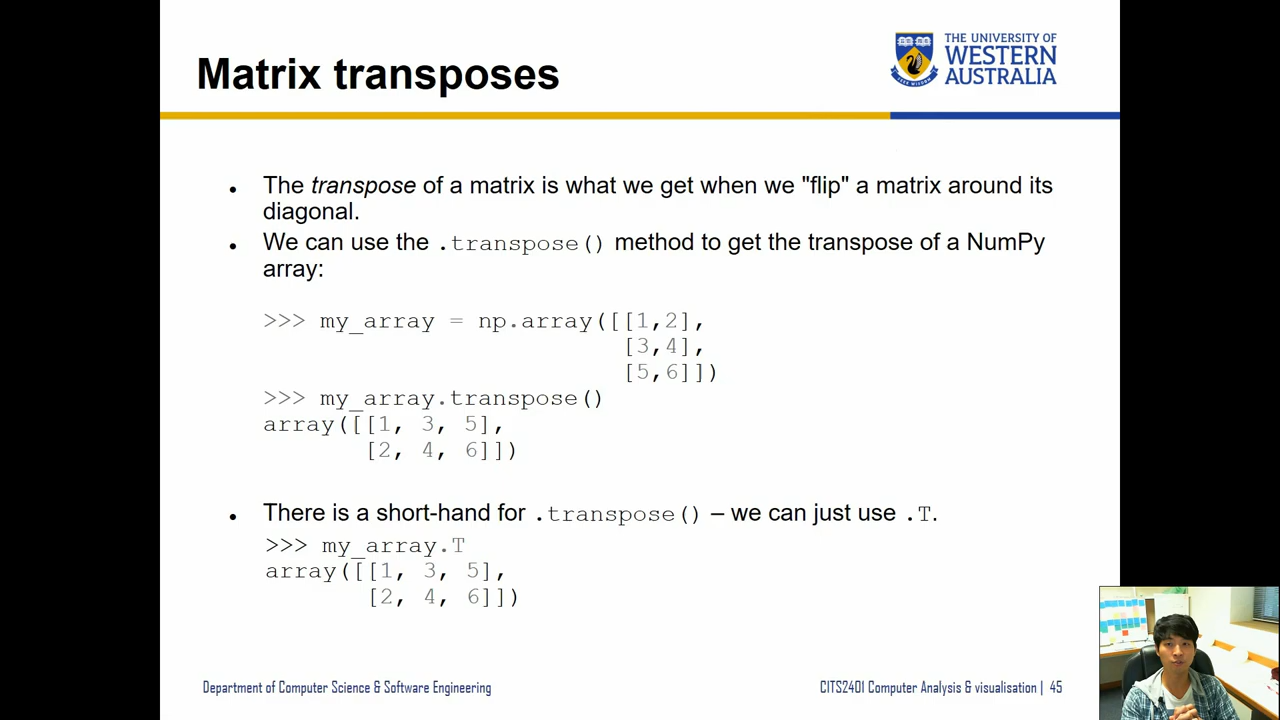 Matrix transposes
THE UNIVERSITY OF
WESTERN
AUSTRALIA
• The transpose of a matrix is what we get when we "flip" a matrix around its
diagonal.
• We can use the .transpose() method to get the transpose of a NumPy
array:
>>> my_array = np.array([[1,2],
[3,4],
[5,6]])
>>> my_array.transpose()
array([[1, 3, 5],
[2, 4, 6]])
• There is a short-hand for .transpose() – we can just use .T.
>>> my_array.T
array([[1, 3, 5],
[2, 4, 6]])
Department of Computer Science & Software Engineering
CITS2401 Computer Analysis & visualisation | 45